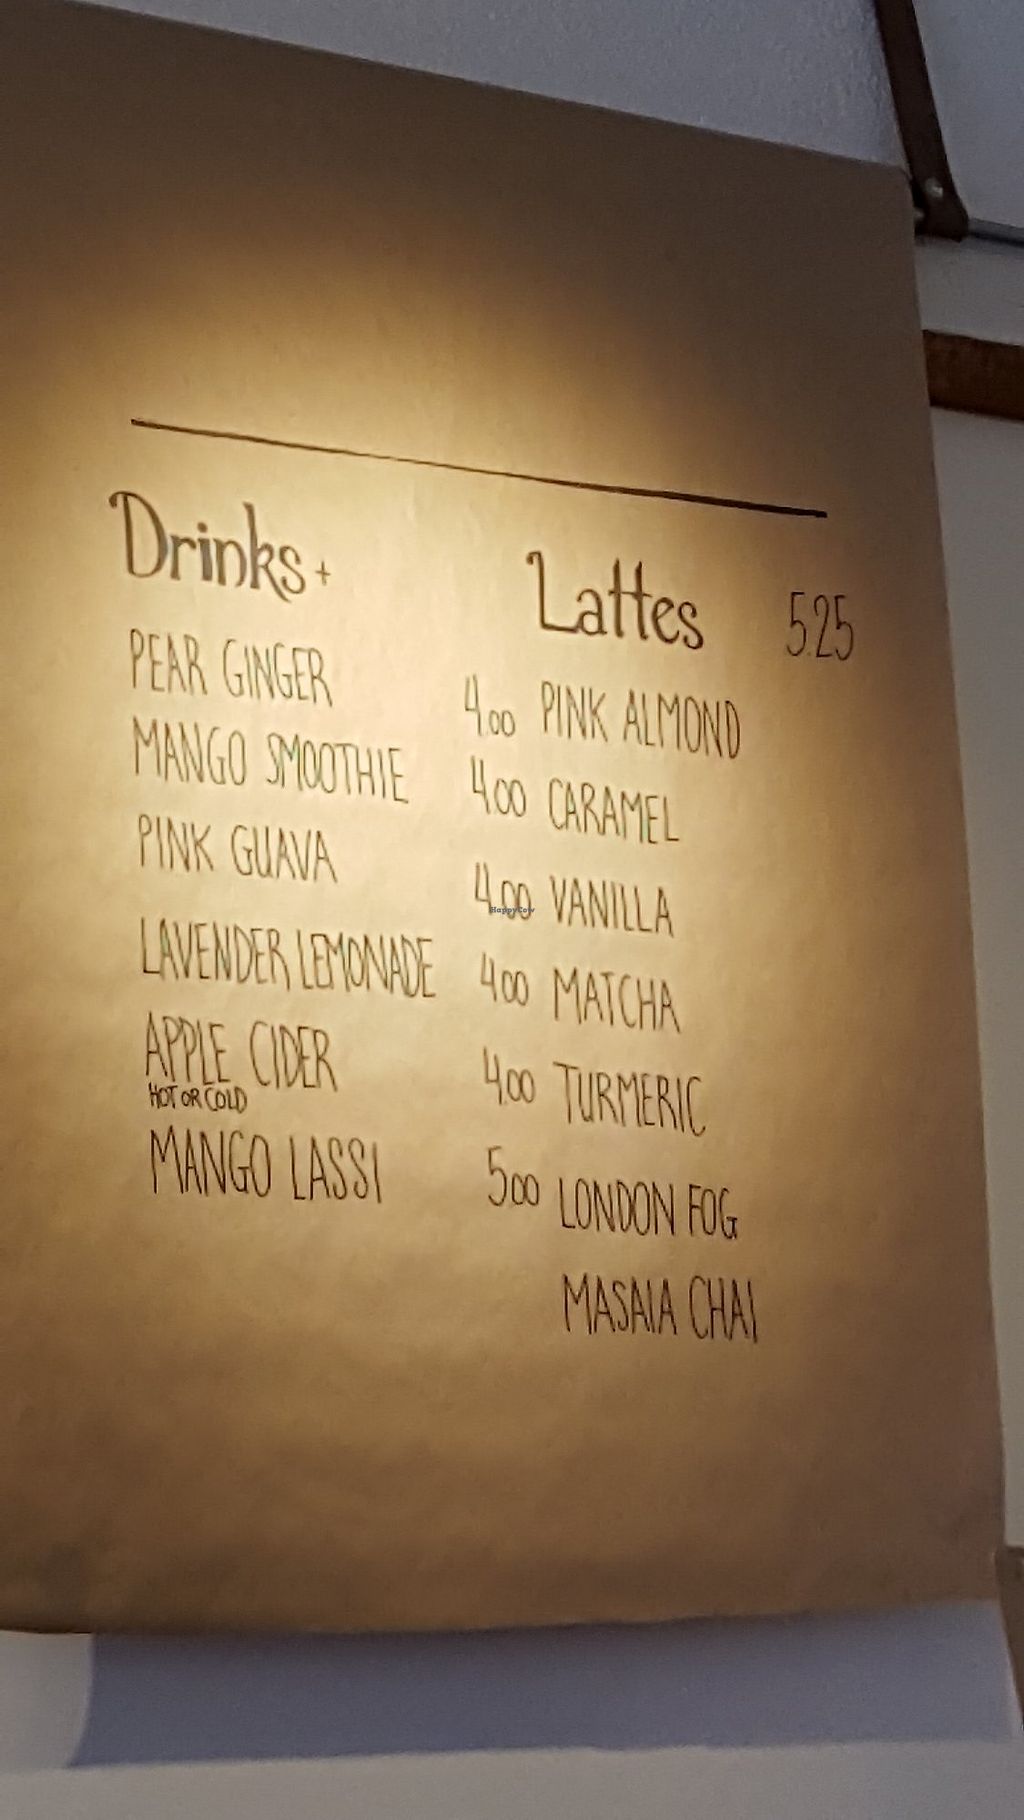 Drinks +
PEAR GINGER 4.00
MANGO SMOOTHIE 4.00
PINK GUAVA 4.00
LAVENDER LEMONADE 4.00
APPLE CIDER 4.00
HOT OR COLD
MANGO LASSI 5.00
Lattes 5.25
PINK ALMOND
CARAMEL
VANILLA
MATCHA
TURMERIC
LONDON FOG
MASALA CHAI
HappyCow